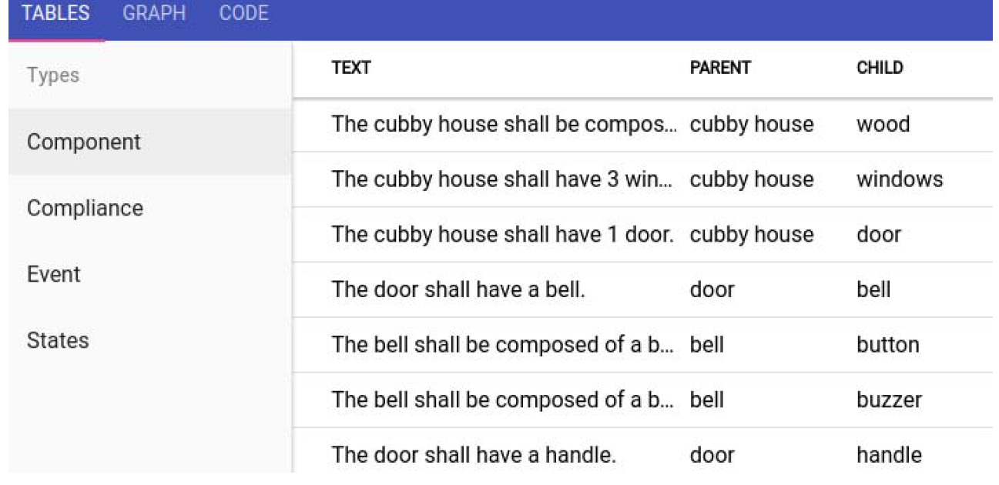 TABLES GRAPH CODE
Types
Component
Compliance
Event
States
TEXT PARENT CHILD
The cubby house shall be compos... cubby house wood
The cubby house shall have 3 win... cubby house windows
The cubby house shall have 1 door. cubby house door
The door shall have a bell. door bell
The bell shall be composed of a b... bell button
The bell shall be composed of a b... bell buzzer
The door shall have a handle. door handle